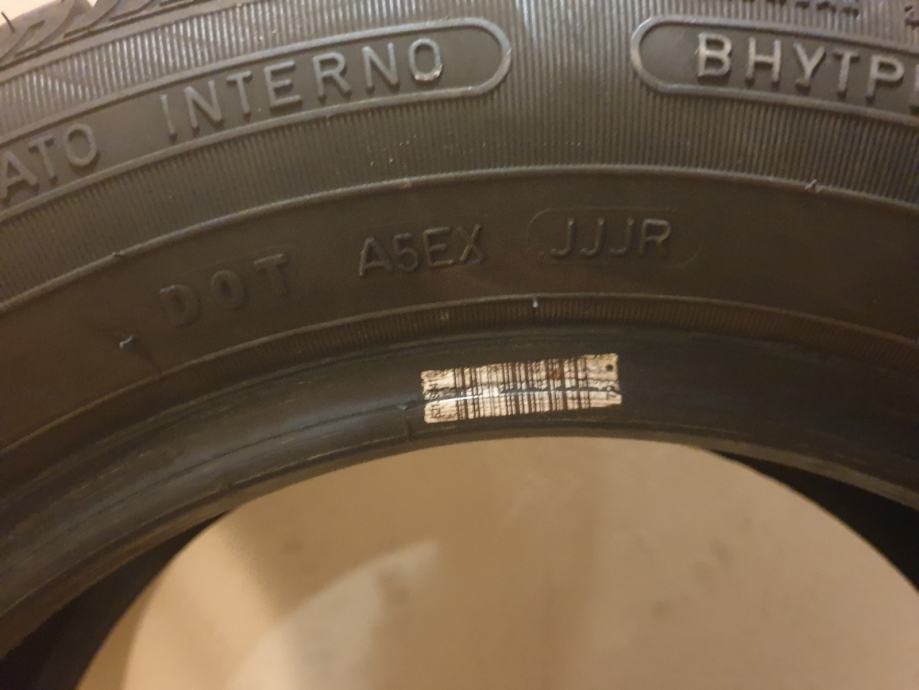 ATO INTERNO
BHYTP
DOT A5EX JJJR